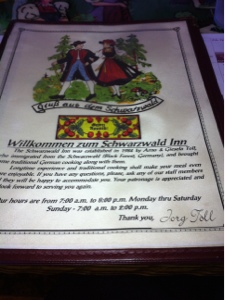 Gruß aus dem Schwarzwald
Willkommen zum Schwarzwald Inn
The Schwarzwald Inn was established in 1986 by Arno & Gisela Toll,
who immigrated from the Schwarzwald (Black Forest, Germany), and brought
some traditional German cooking along with them.
Longtime experience and traditional cooking shall make your meal even
more enjoyable. If you have any questions, please, ask any of our staff members
and they will be happy to accommodate you. Your patronage is appreciated and
look forward to serving you again.
Our hours are from 7:00 a.m. to 8:00 p.m. Monday thru Saturday
Sunday - 7:00 a.m. to 2:00 p.m.
Thank you, Jorg Toll